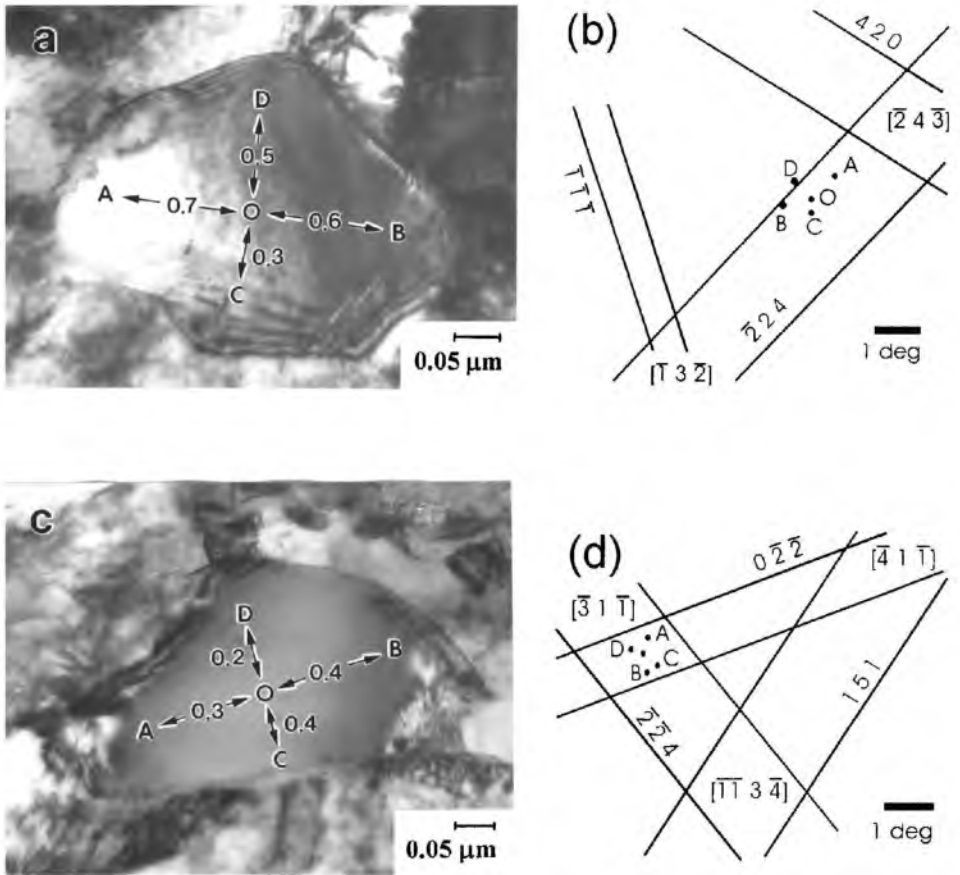 a
D
0,5
A
0,7
O
0,6
B
0,3
C
0.05 μm
(b)
4 2 0
[2̅ 4 3̅]
1̅ 1̅ 1̅
D
A
O
B
C
2̅ 2 4
1 deg
[1̅ 3 2̅]
c
D
0,2
0,4
B
O
0,3
A
0,4
C
0.05 μm
(d)
0 2̅ 2̅
[4̅ 1 1̅]
[3̅ 1 1̅]
A
D
C
B
1 5 1
2̅ 2̅ 4
[1̅1̅ 3 4̅]
1 deg